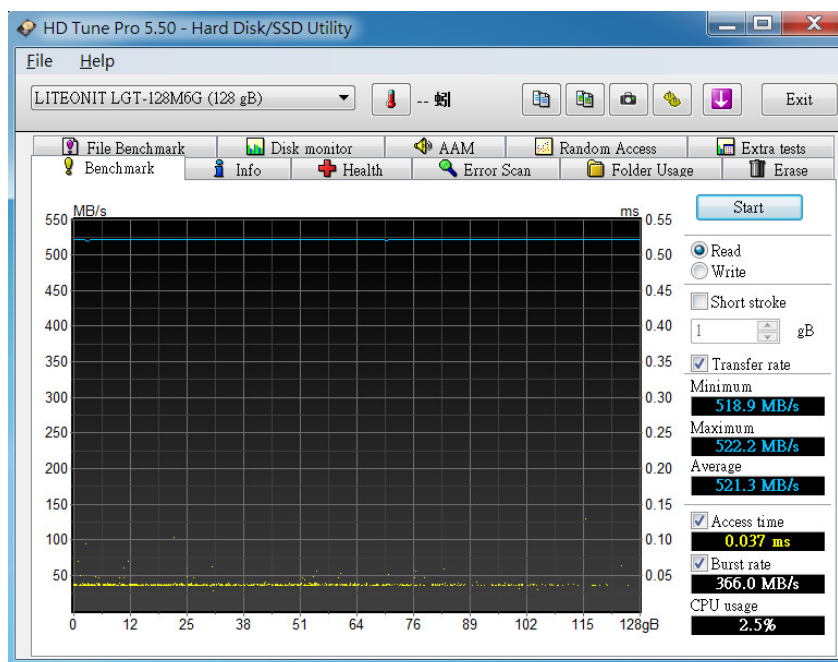 HD Tune Pro 5.50 - Hard Disk/SSD Utility
File Help
LITEONIT LGT-128M6G (128 gB) -- 蚓 Exit
File Benchmark Disk monitor AAM Random Access Extra tests
Benchmark Info Health Error Scan Folder Usage Erase
Start
MB/s ms
550 0.55
500 0.50
450 0.45
400 0.40
350 0.35
300 0.30
250 0.25
200 0.20
150 0.15
100 0.10
50 0.05
0 12 25 38 51 64 76 89 102 115 128gB
Read
Write
Short stroke
1 gB
Transfer rate
Minimum
518.9 MB/s
Maximum
522.2 MB/s
Average
521.3 MB/s
Access time
0.037 ms
Burst rate
366.0 MB/s
CPU usage
2.5%